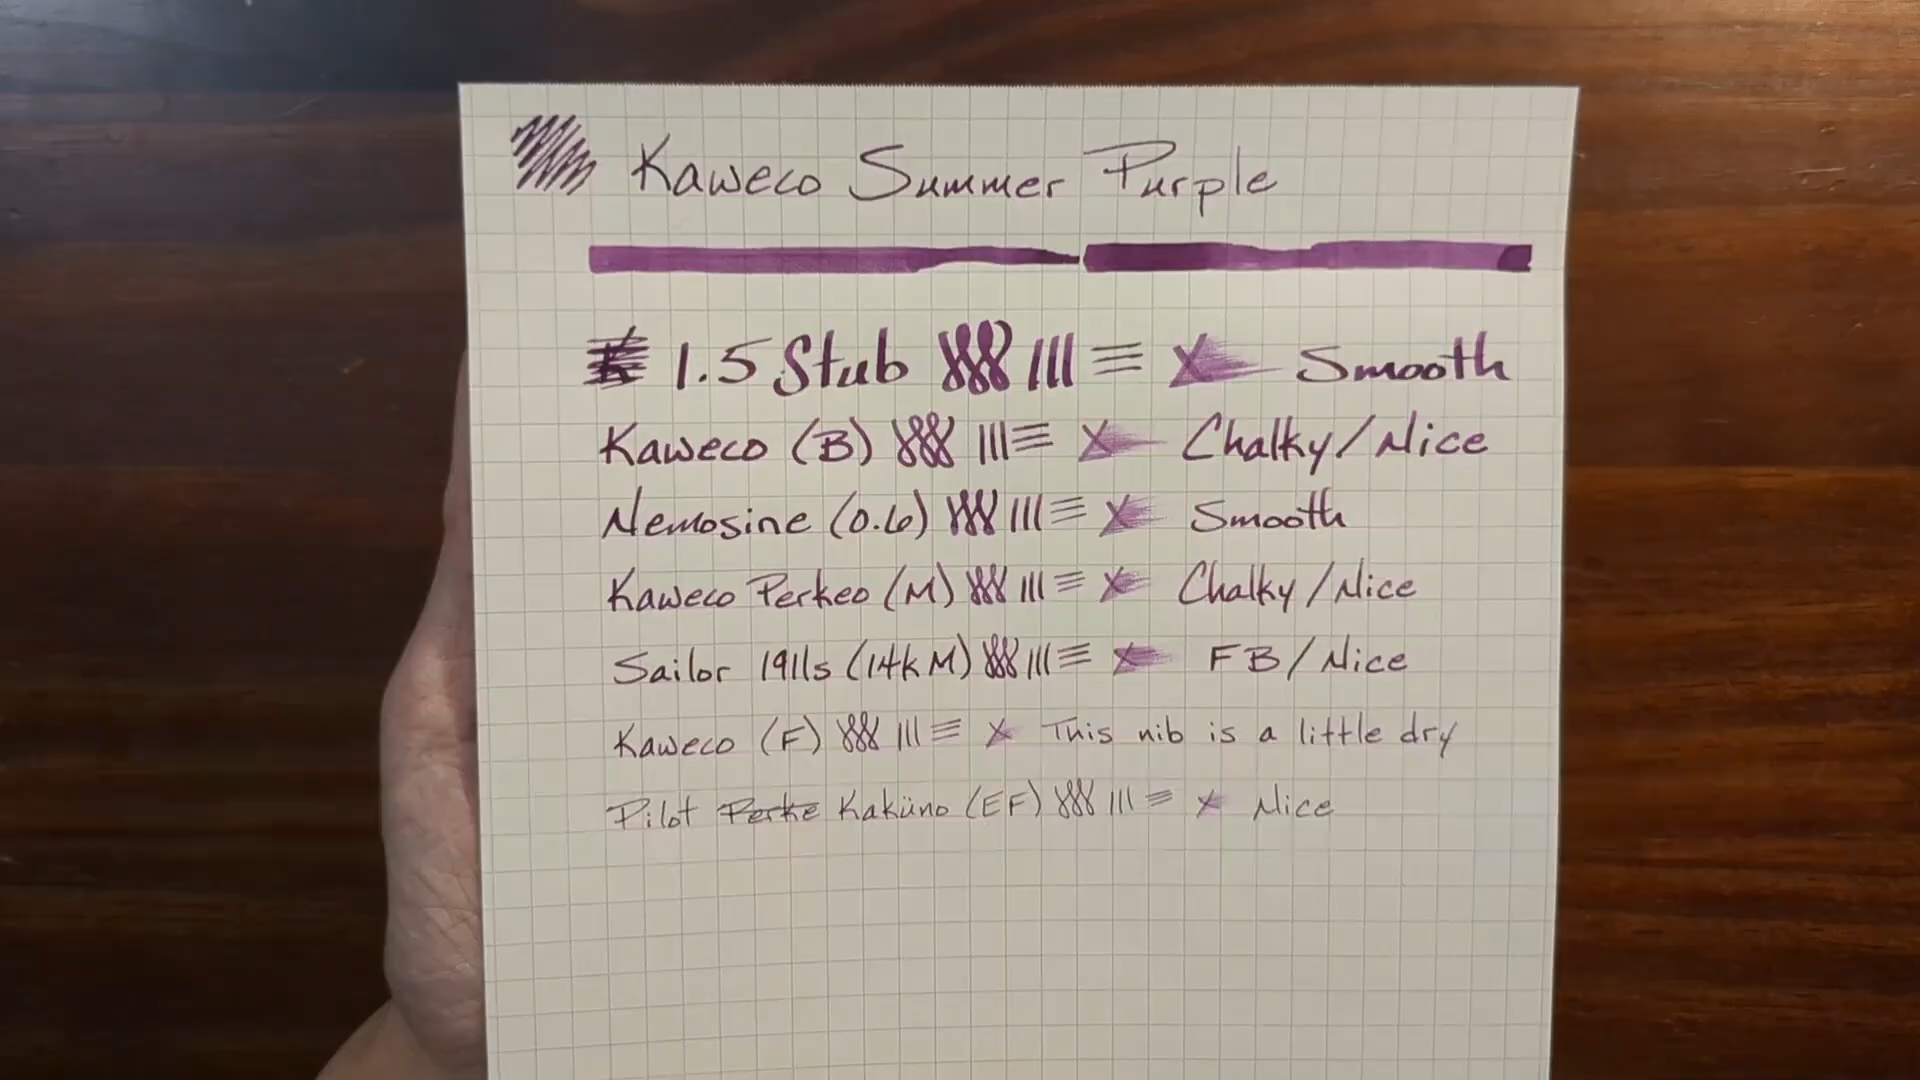 Kaweco Summer Purple
K 1.5 Stub Smooth
Kaweco (B) Chalky/Nice
Nemosine (0.6) Smooth
Kaweco Perkeo (M) Chalky/Nice
Sailor 1911s (14k M) FB/Nice
Kaweco (F) This nib is a little dry
Pilot Perke Kaküno (EF) Nice